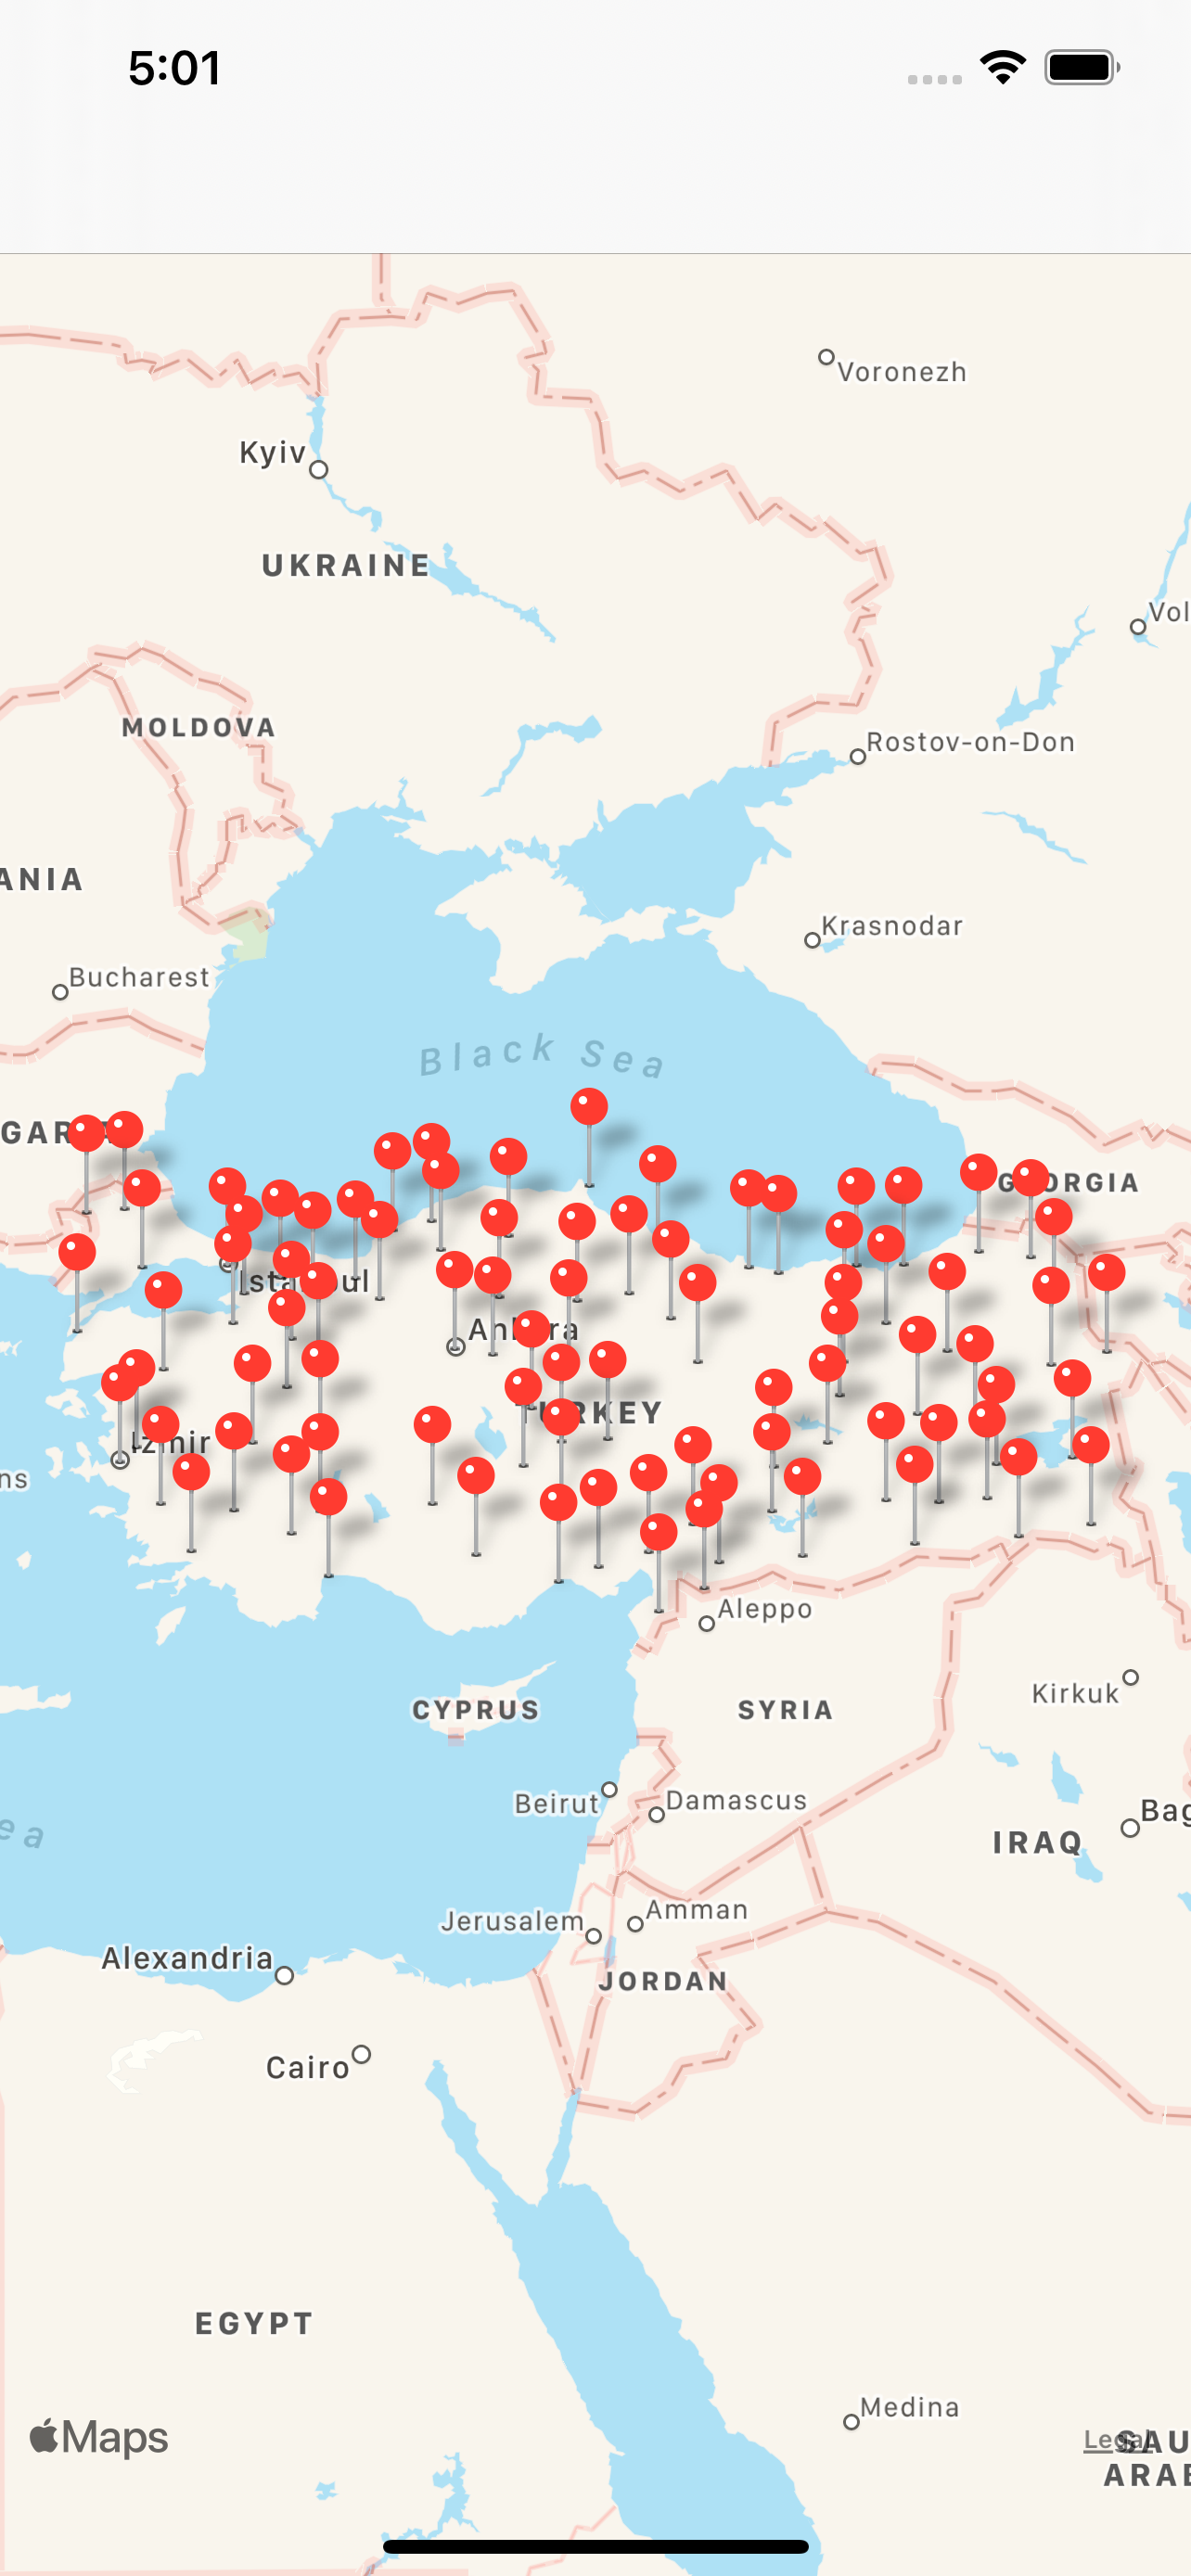 5:01
Voronezh
Kyiv
UKRAINE
Vol
MOLDOVA
Rostov-on-Don
ANIA
Krasnodar
Bucharest
Black Sea
GAR
GEORGIA
Istanbul
Ankara
TURKEY
Izmir
ns
Aleppo
Kirkuk
CYPRUS
SYRIA
Beirut
Damascus
Bag
ea
IRAQ
Amman
Jerusalem
Alexandria
JORDAN
Cairo
EGYPT
Medina
Maps
Legal
SAU
ARAB